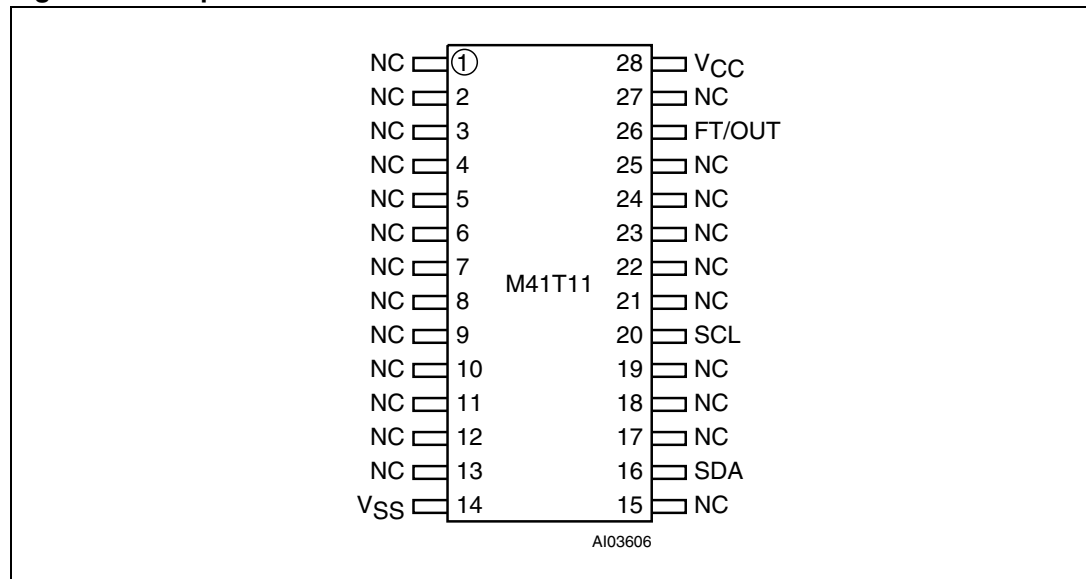 NC 1 28 VCC
NC 2 27 NC
NC 3 26 FT/OUT
NC 4 25 NC
NC 5 24 NC
NC 6 23 NC
NC 7 22 NC
M41T11
NC 8 21 NC
NC 9 20 SCL
NC 10 19 NC
NC 11 18 NC
NC 12 17 NC
NC 13 16 SDA
VSS 14 15 NC
AI03606